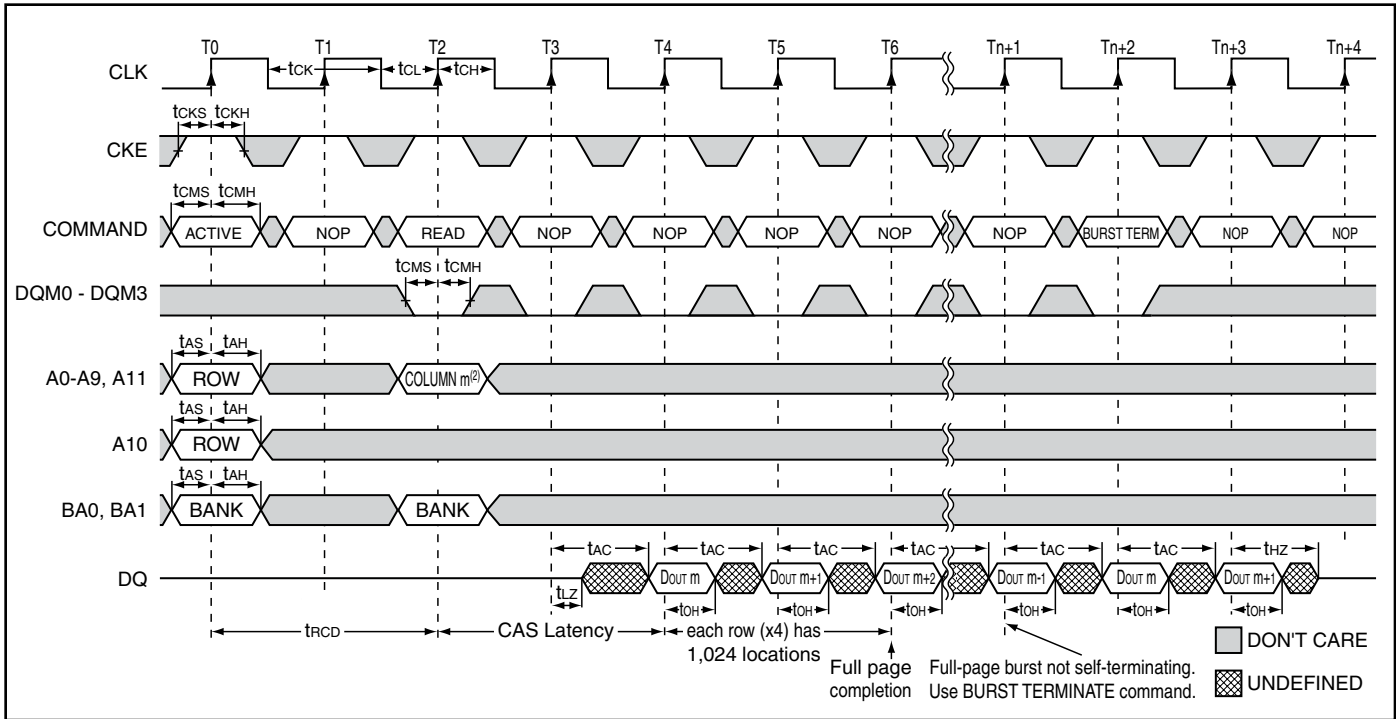 T0 T1 T2 T3 T4 T5 T6 Tn+1 Tn+2 Tn+3 Tn+4
CLK tCK tCL tCH
tCKS tCKH
CKE
tCMS tCMH
COMMAND ACTIVE NOP READ NOP NOP NOP NOP NOP BURST TERM NOP NOP
tCMS tCMH
DQM0 - DQM3
tAS tAH
A0-A9, A11 ROW COLUMN m(2)
tAS tAH
A10 ROW
tAS tAH
BA0, BA1 BANK BANK
tAC tAC tAC tAC tAC tAC tHZ
DQ DOUT m DOUT m+1 DOUT m+2 DOUT m-1 DOUT m DOUT m+1
tLZ tOH tOH tOH tOH tOH tOH
tRCD CAS Latency each row (x4) has
1,024 locations
Full page
completion
Full-page burst not self-terminating.
Use BURST TERMINATE command.
DON'T CARE
UNDEFINED